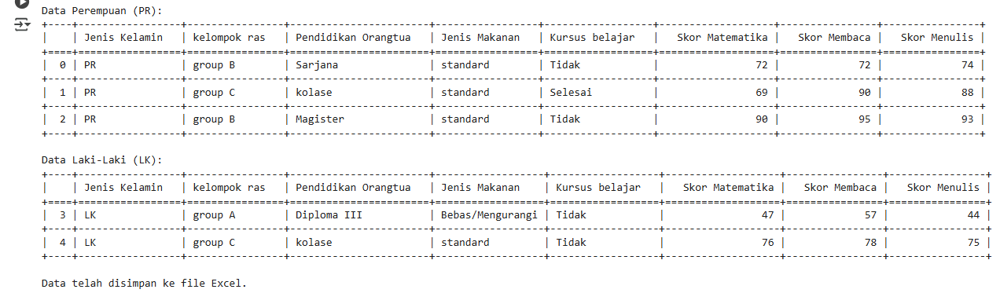 Data Perempuan (PR):
| | Jenis Kelamin | kelompok ras | Pendidikan Orangtua | Jenis Makanan | Kursus belajar | Skor Matematika | Skor Membaca | Skor Menulis |
| 0 | PR | group B | Sarjana | standard | Tidak | 72 | 72 | 74 |
| 1 | PR | group C | kolase | standard | Selesai | 69 | 90 | 88 |
| 2 | PR | group B | Magister | standard | Tidak | 90 | 95 | 93 |
Data Laki-Laki (LK):
| | Jenis Kelamin | kelompok ras | Pendidikan Orangtua | Jenis Makanan | Kursus belajar | Skor Matematika | Skor Membaca | Skor Menulis |
| 3 | LK | group A | Diploma III | Bebas/Mengurangi | Tidak | 47 | 57 | 44 |
| 4 | LK | group C | kolase | standard | Tidak | 76 | 78 | 75 |
Data telah disimpan ke file Excel.